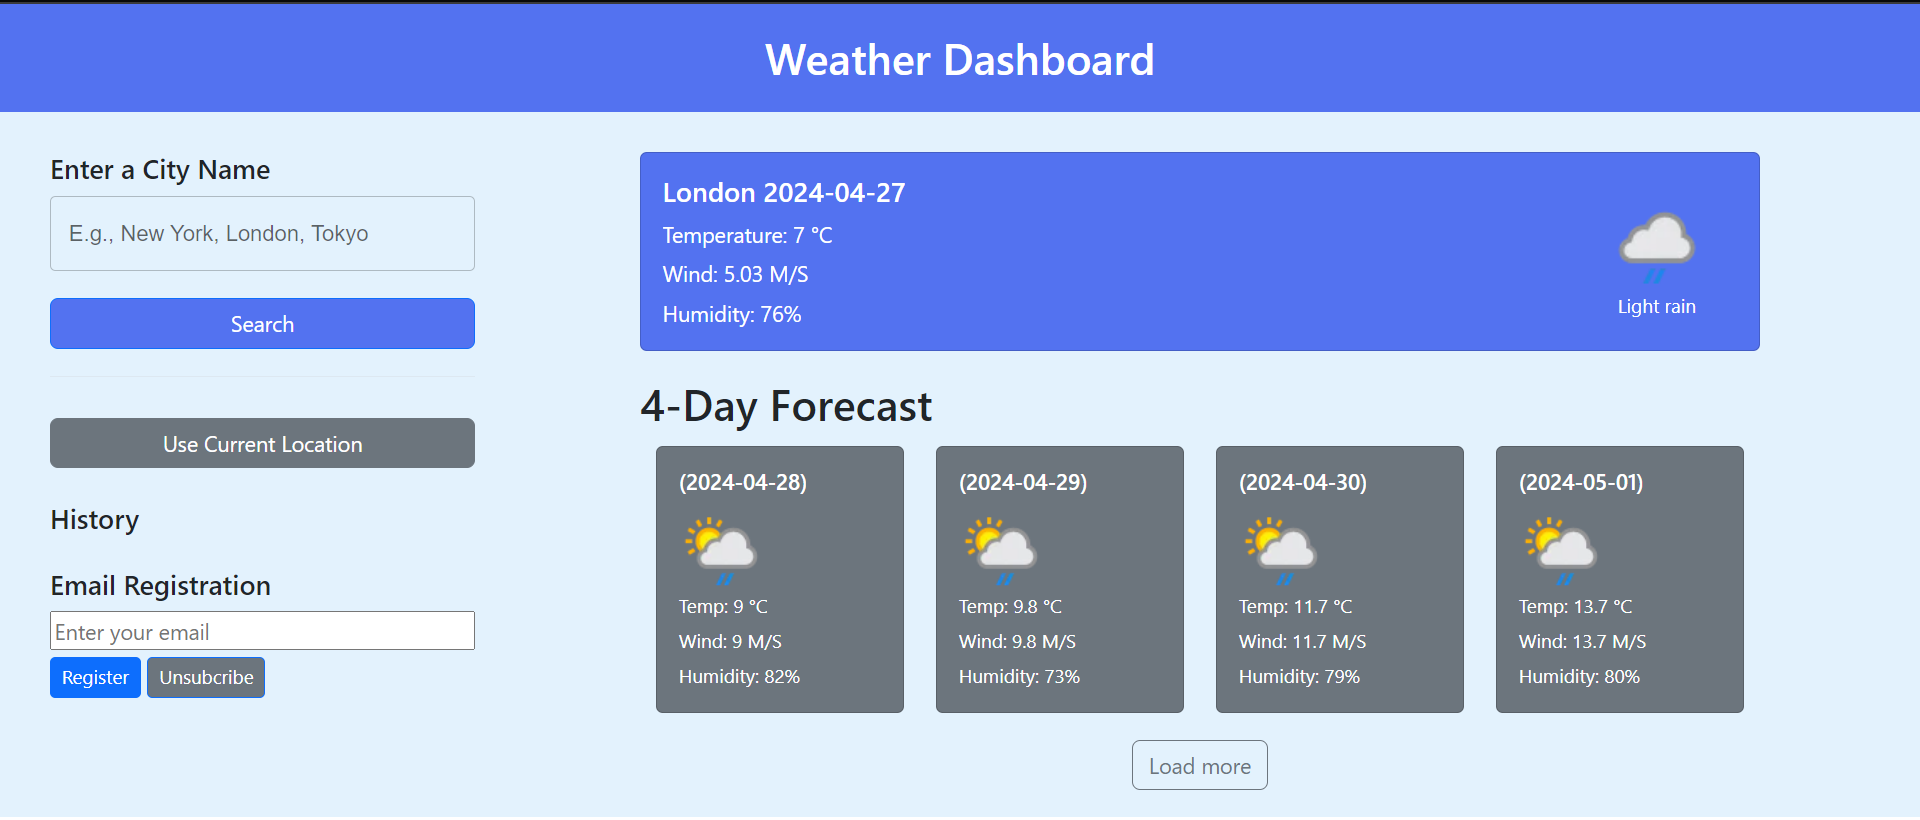 Weather Dashboard
Enter a City Name
E.g., New York, London, Tokyo
Search
Use Current Location
History
Email Registration
Enter your email
Register
Unsubcribe
London 2024-04-27
Temperature: 7 °C
Wind: 5.03 M/S
Humidity: 76%
Light rain
4-Day Forecast
(2024-04-28)
Temp: 9 °C
Wind: 9 M/S
Humidity: 82%
(2024-04-29)
Temp: 9.8 °C
Wind: 9.8 M/S
Humidity: 73%
(2024-04-30)
Temp: 11.7 °C
Wind: 11.7 M/S
Humidity: 79%
(2024-05-01)
Temp: 13.7 °C
Wind: 13.7 M/S
Humidity: 80%
Load more